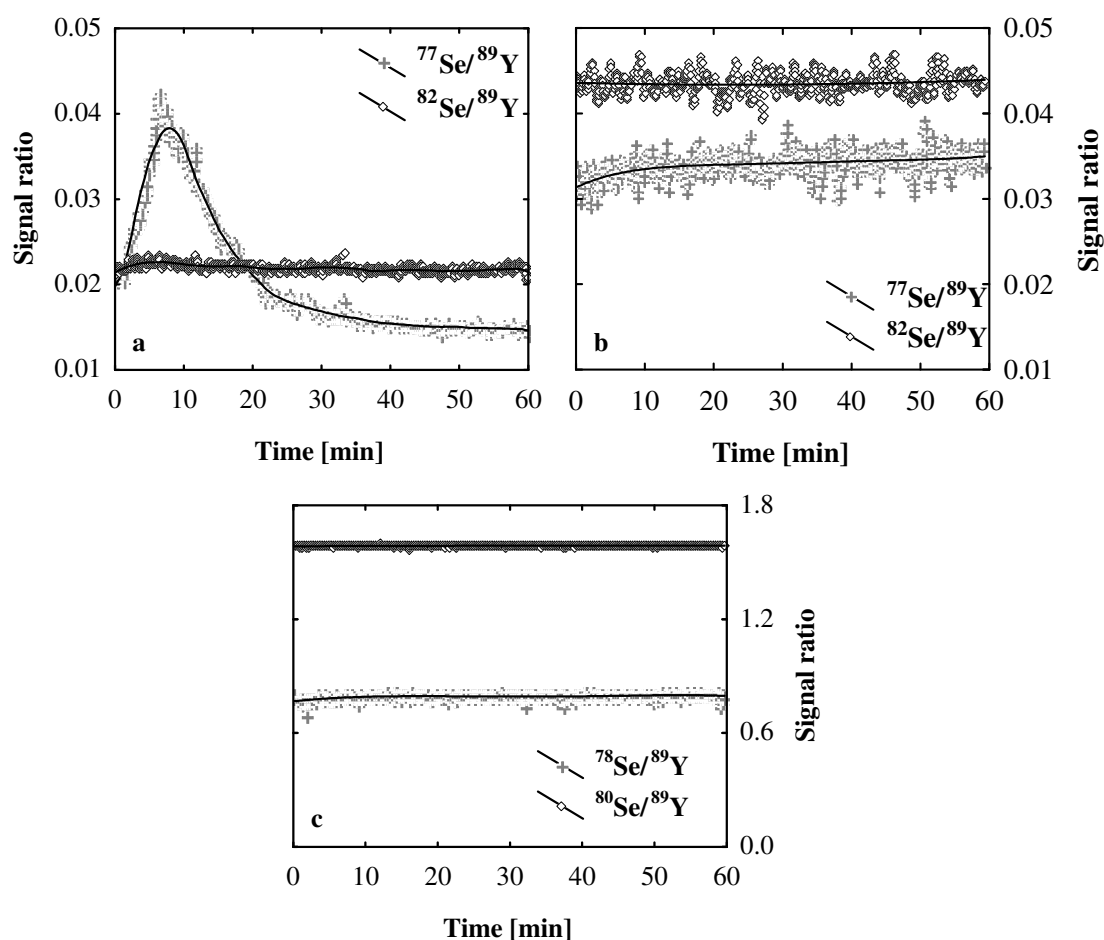 0.05
0.04
0.03
0.02
0.01
Signal ratio
⁷⁷Se/⁸⁹Y
⁸²Se/⁸⁹Y
a
0 10 20 30 40 50 60
Time [min]
0.05
0.04
0.03
0.02
0.01
Signal ratio
⁷⁷Se/⁸⁹Y
⁸²Se/⁸⁹Y
b
0 10 20 30 40 50 60
Time [min]
1.8
1.2
0.6
0.0
Signal ratio
⁷⁸Se/⁸⁹Y
⁸⁰Se/⁸⁹Y
c
0 10 20 30 40 50 60
Time [min]